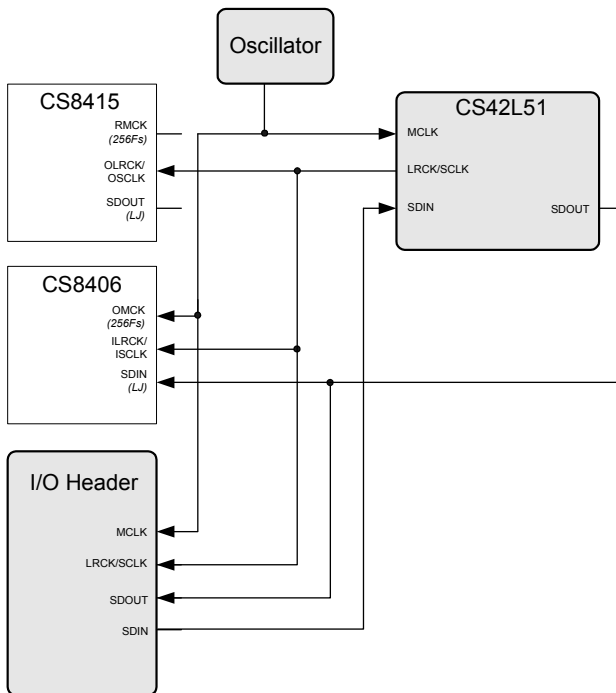 Oscillator
CS8415
RMCK
(256Fs)
OLRCK/
OSCLK
SDOUT
(LJ)
CS42L51
MCLK
LRCK/SCLK
SDIN
SDOUT
CS8406
OMCK
(256Fs)
ILRCK/
ISCLK
SDIN
(LJ)
I/O Header
MCLK
LRCK/SCLK
SDOUT
SDIN